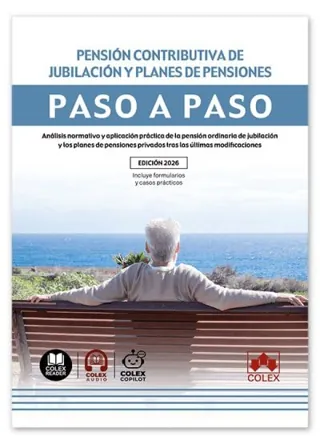 PENSIÓN CONTRIBUTIVA DE
JUBILACIÓN Y PLANES DE PENSIONES
PASO A PASO
Análisis normativo y aplicación práctica de la pensión ordinaria de jubilación
y los planes de pensiones privados tras las últimas modificaciones
EDICIÓN 2026
Incluye formularios
y casos prácticos
COLEX
READER
COLEX
AUDIO
COLEX
COPILOT
COLEX